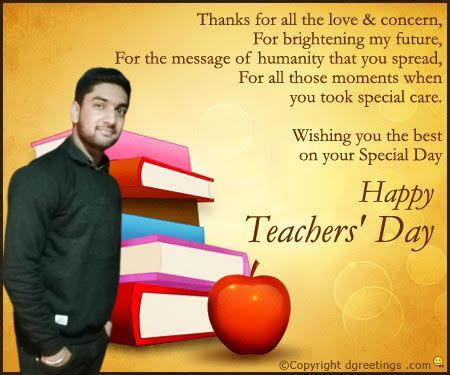 Thanks for all the love & concern,
For brightening my future,
For the message of humanity that you spread,
For all those moments when
you took special care.
Wishing you the best
on your Special Day
Happy
Teachers' Day
©Copyright dgreetings .com